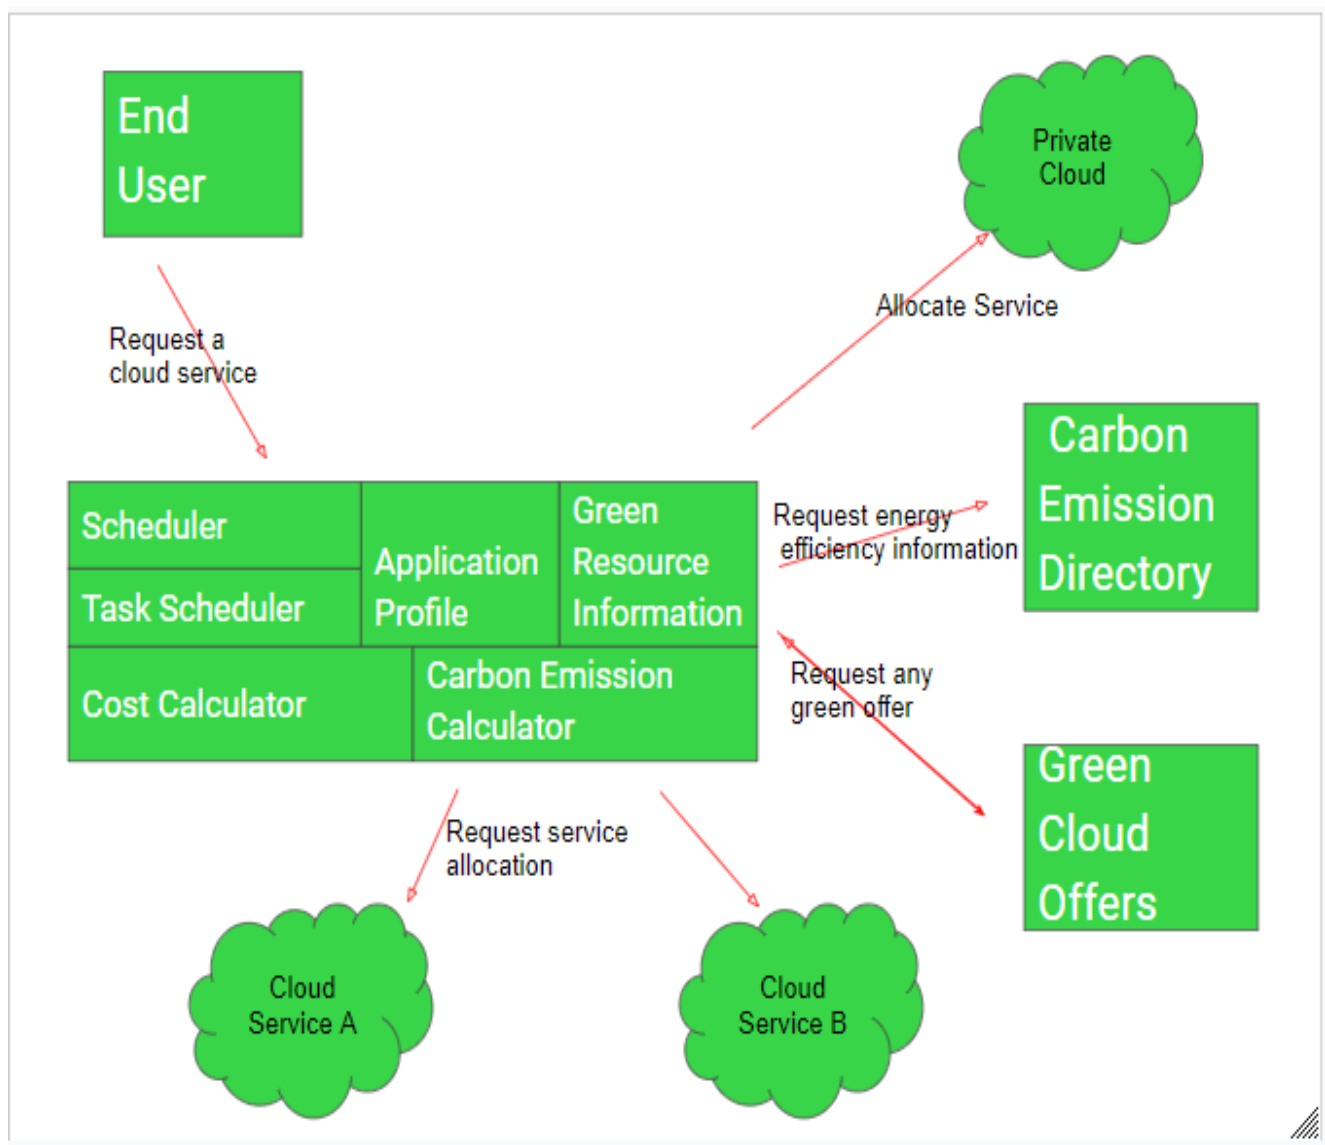 End
User
Private
Cloud
Allocate Service
Request a
cloud service
Carbon
Emission
Directory
Scheduler
Task Scheduler
Application
Profile
Green
Resource
Information
Request energy
efficiency information
Cost Calculator
Carbon Emission
Calculator
Request any
green offer
Green
Cloud
Offers
Request service
allocation
Cloud
Service A
Cloud
Service B